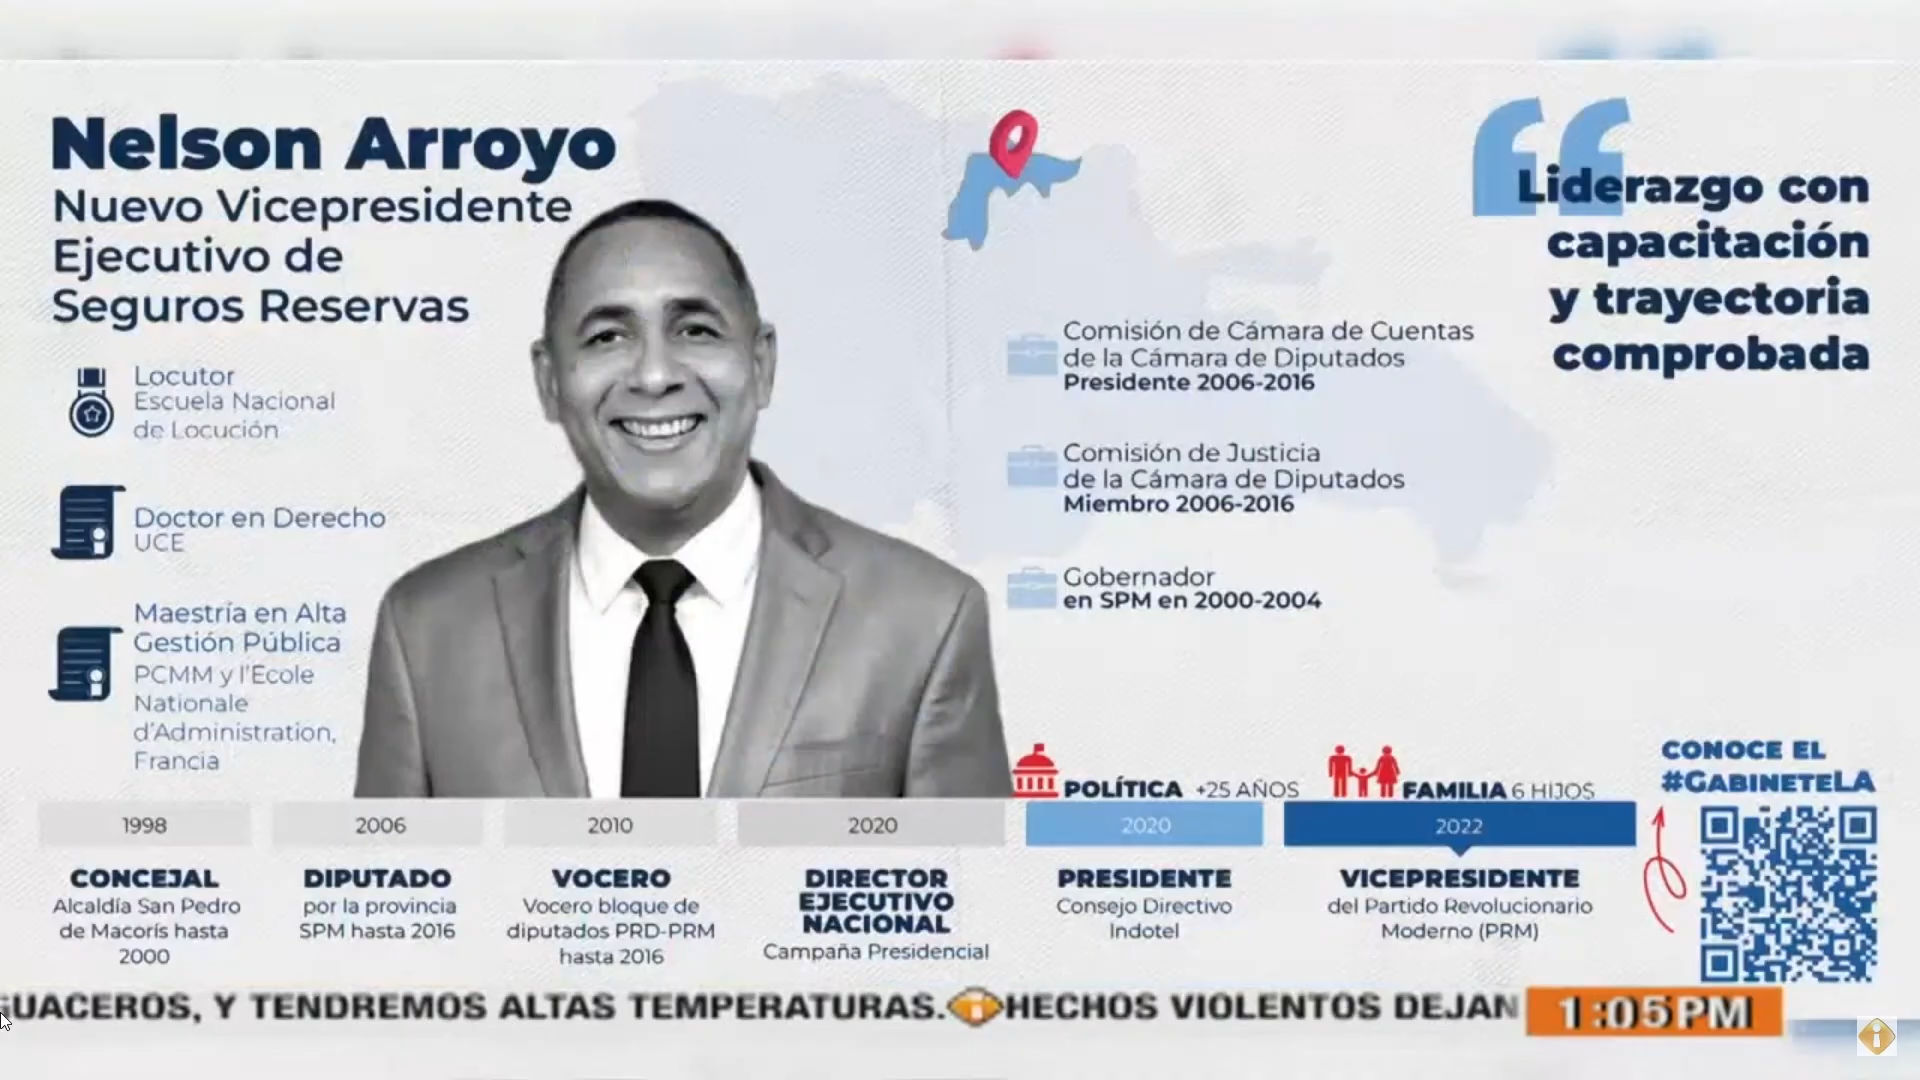 Nelson Arroyo
Nuevo Vicepresidente
Ejecutivo de
Seguros Reservas
Locutor
Escuela Nacional
de Locución
Doctor en Derecho
UCE
Maestría en Alta
Gestión Pública
PCMM y l'Ecole
Nationale
d'Administration,
Francia
Comisión de Cámara de Cuentas
de la Cámara de Diputados
Presidente 2006-2016
Comisión de Justicia
de la Cámara de Diputados
Miembro 2006-2016
Gobernador
en SPM en 2000-2004
“
Liderazgo con
capacitación
y trayectoria
comprobada
POLÍTICA +25 AÑOS
FAMILIA 6 HIJOS
CONOCE EL
#GABINETELA
1998
CONCEJAL
Alcaldía San Pedro
de Macorís hasta
2000
2006
DIPUTADO
por la provincia
SPM hasta 2016
2010
VOCERO
Vocero bloque de
diputados PRD-PRM
hasta 2016
2020
DIRECTOR
EJECUTIVO
NACIONAL
Campaña Presidencial
2020
PRESIDENTE
Consejo Directivo
Indotel
2022
VICEPRESIDENTE
del Partido Revolucionario
Moderno (PRM)
GUACEROS, Y TENDREMOS ALTAS TEMPERATURAS. i HECHOS VIOLENTOS DEJAN
1:05 PM
i